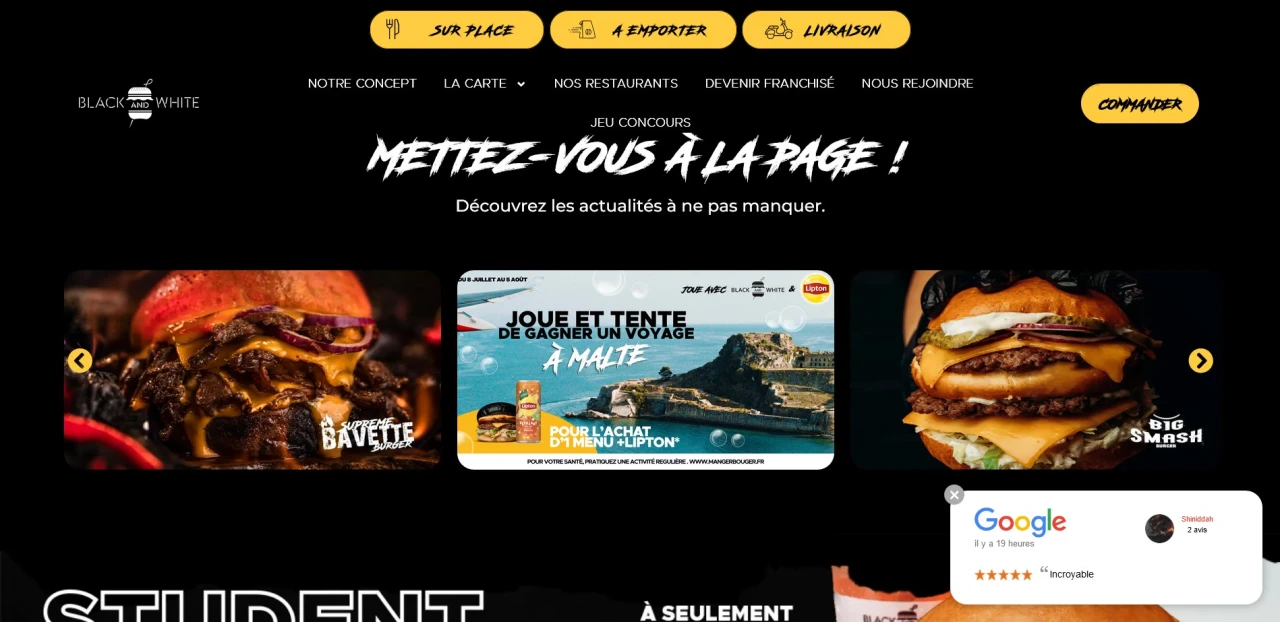 SUR PLACE
A EMPORTER
LIVRAISON
NOTRE CONCEPT
LA CARTE
NOS RESTAURANTS
DEVENIR FRANCHISÉ
NOUS REJOINDRE
JEU CONCOURS
BLACK AND WHITE
COMMANDER
METTEZ-VOUS À LA PAGE !
Découvrez les actualités à ne pas manquer.
SUPREME
BAVETTE
BURGER
DU 8 JUILLET AU 5 AOÛT
JOUE AVEC BLACK AND WHITE & Lipton
JOUE ET TENTE
DE GAGNER UN VOYAGE
À MALTE
Lipton
POUR L'ACHAT
D'1 MENU +LIPTON*
POUR VOTRE SANTÉ, PRATIQUEZ UNE ACTIVITÉ REGULIÈRE . WWW.MANGERBOUGER.FR
BIG
SMASH
BURGER
Google
il y a 19 heures
Shiniddah
2 avis
“Incroyable
STUDENT
À SEULEMENT
BLACK